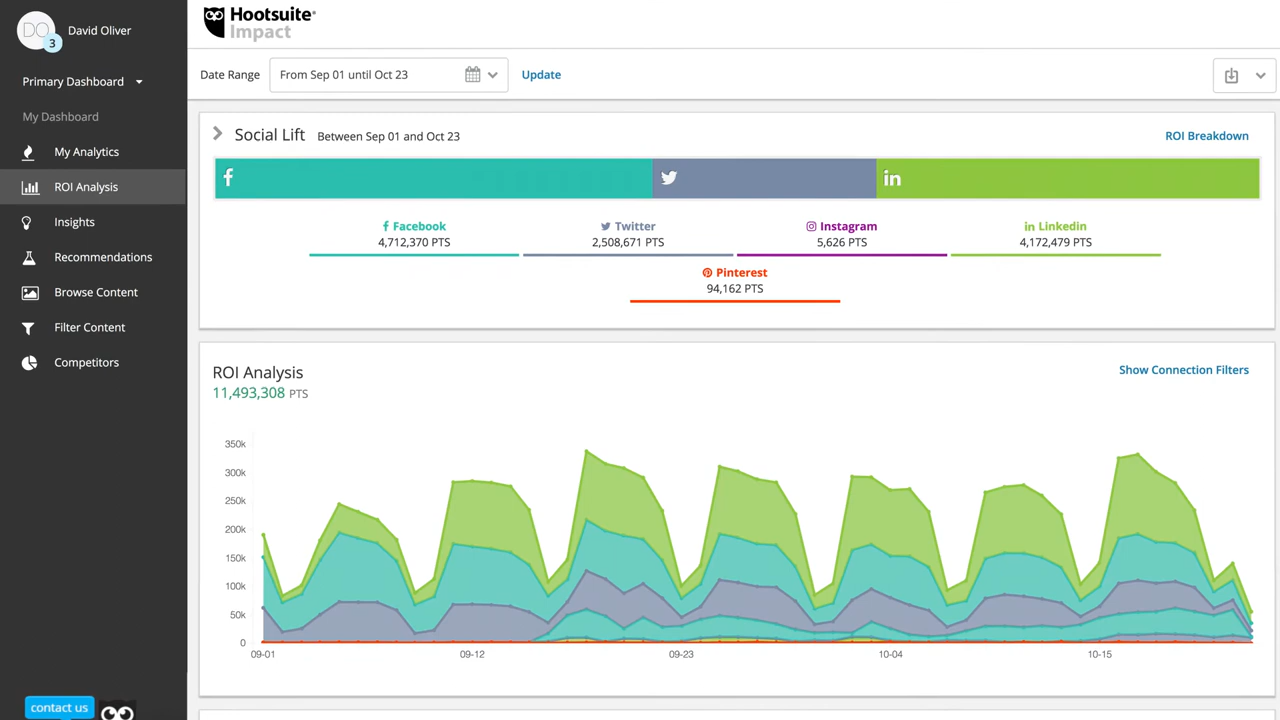 DO
3
David Oliver
Primary Dashboard
My Dashboard
My Analytics
ROI Analysis
Insights
Recommendations
Browse Content
Filter Content
Competitors
contact us
Hootsuite®
Impact
Date Range From Sep 01 until Oct 23 Update
Social Lift Between Sep 01 and Oct 23 ROI Breakdown
Facebook Twitter Instagram Linkedin
4,712,370 PTS 2,508,671 PTS 5,626 PTS 4,172,479 PTS
Pinterest
94,162 PTS
ROI Analysis Show Connection Filters
11,493,308 PTS
350k
300k
250k
200k
150k
100k
50k
0
09-01 09-12 09-23 10-04 10-15